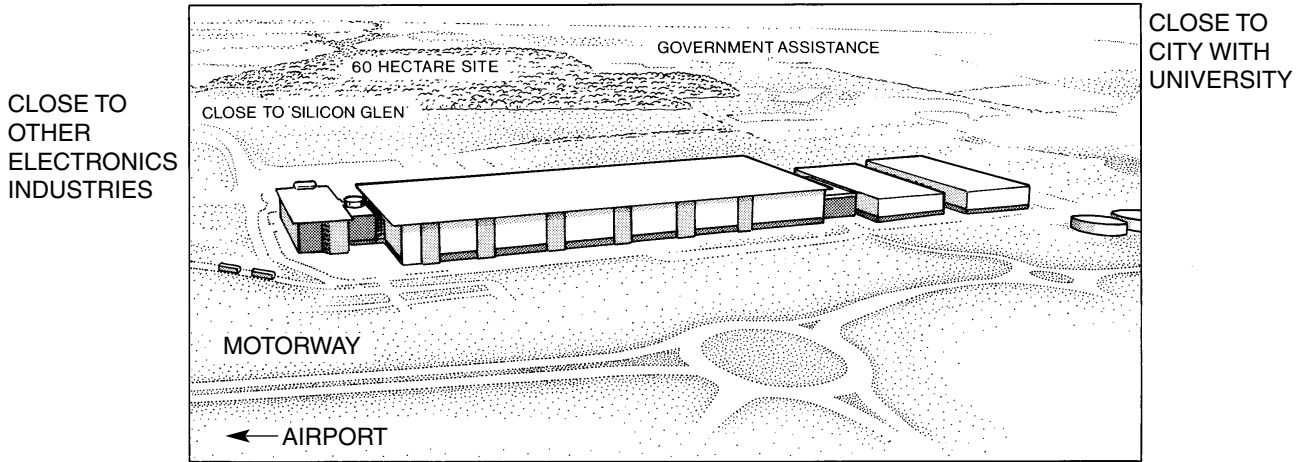 CLOSE TO
OTHER
ELECTRONICS
INDUSTRIES
GOVERNMENT ASSISTANCE
60 HECTARE SITE
CLOSE TO 'SILICON GLEN'
MOTORWAY
← AIRPORT
CLOSE TO
CITY WITH
UNIVERSITY